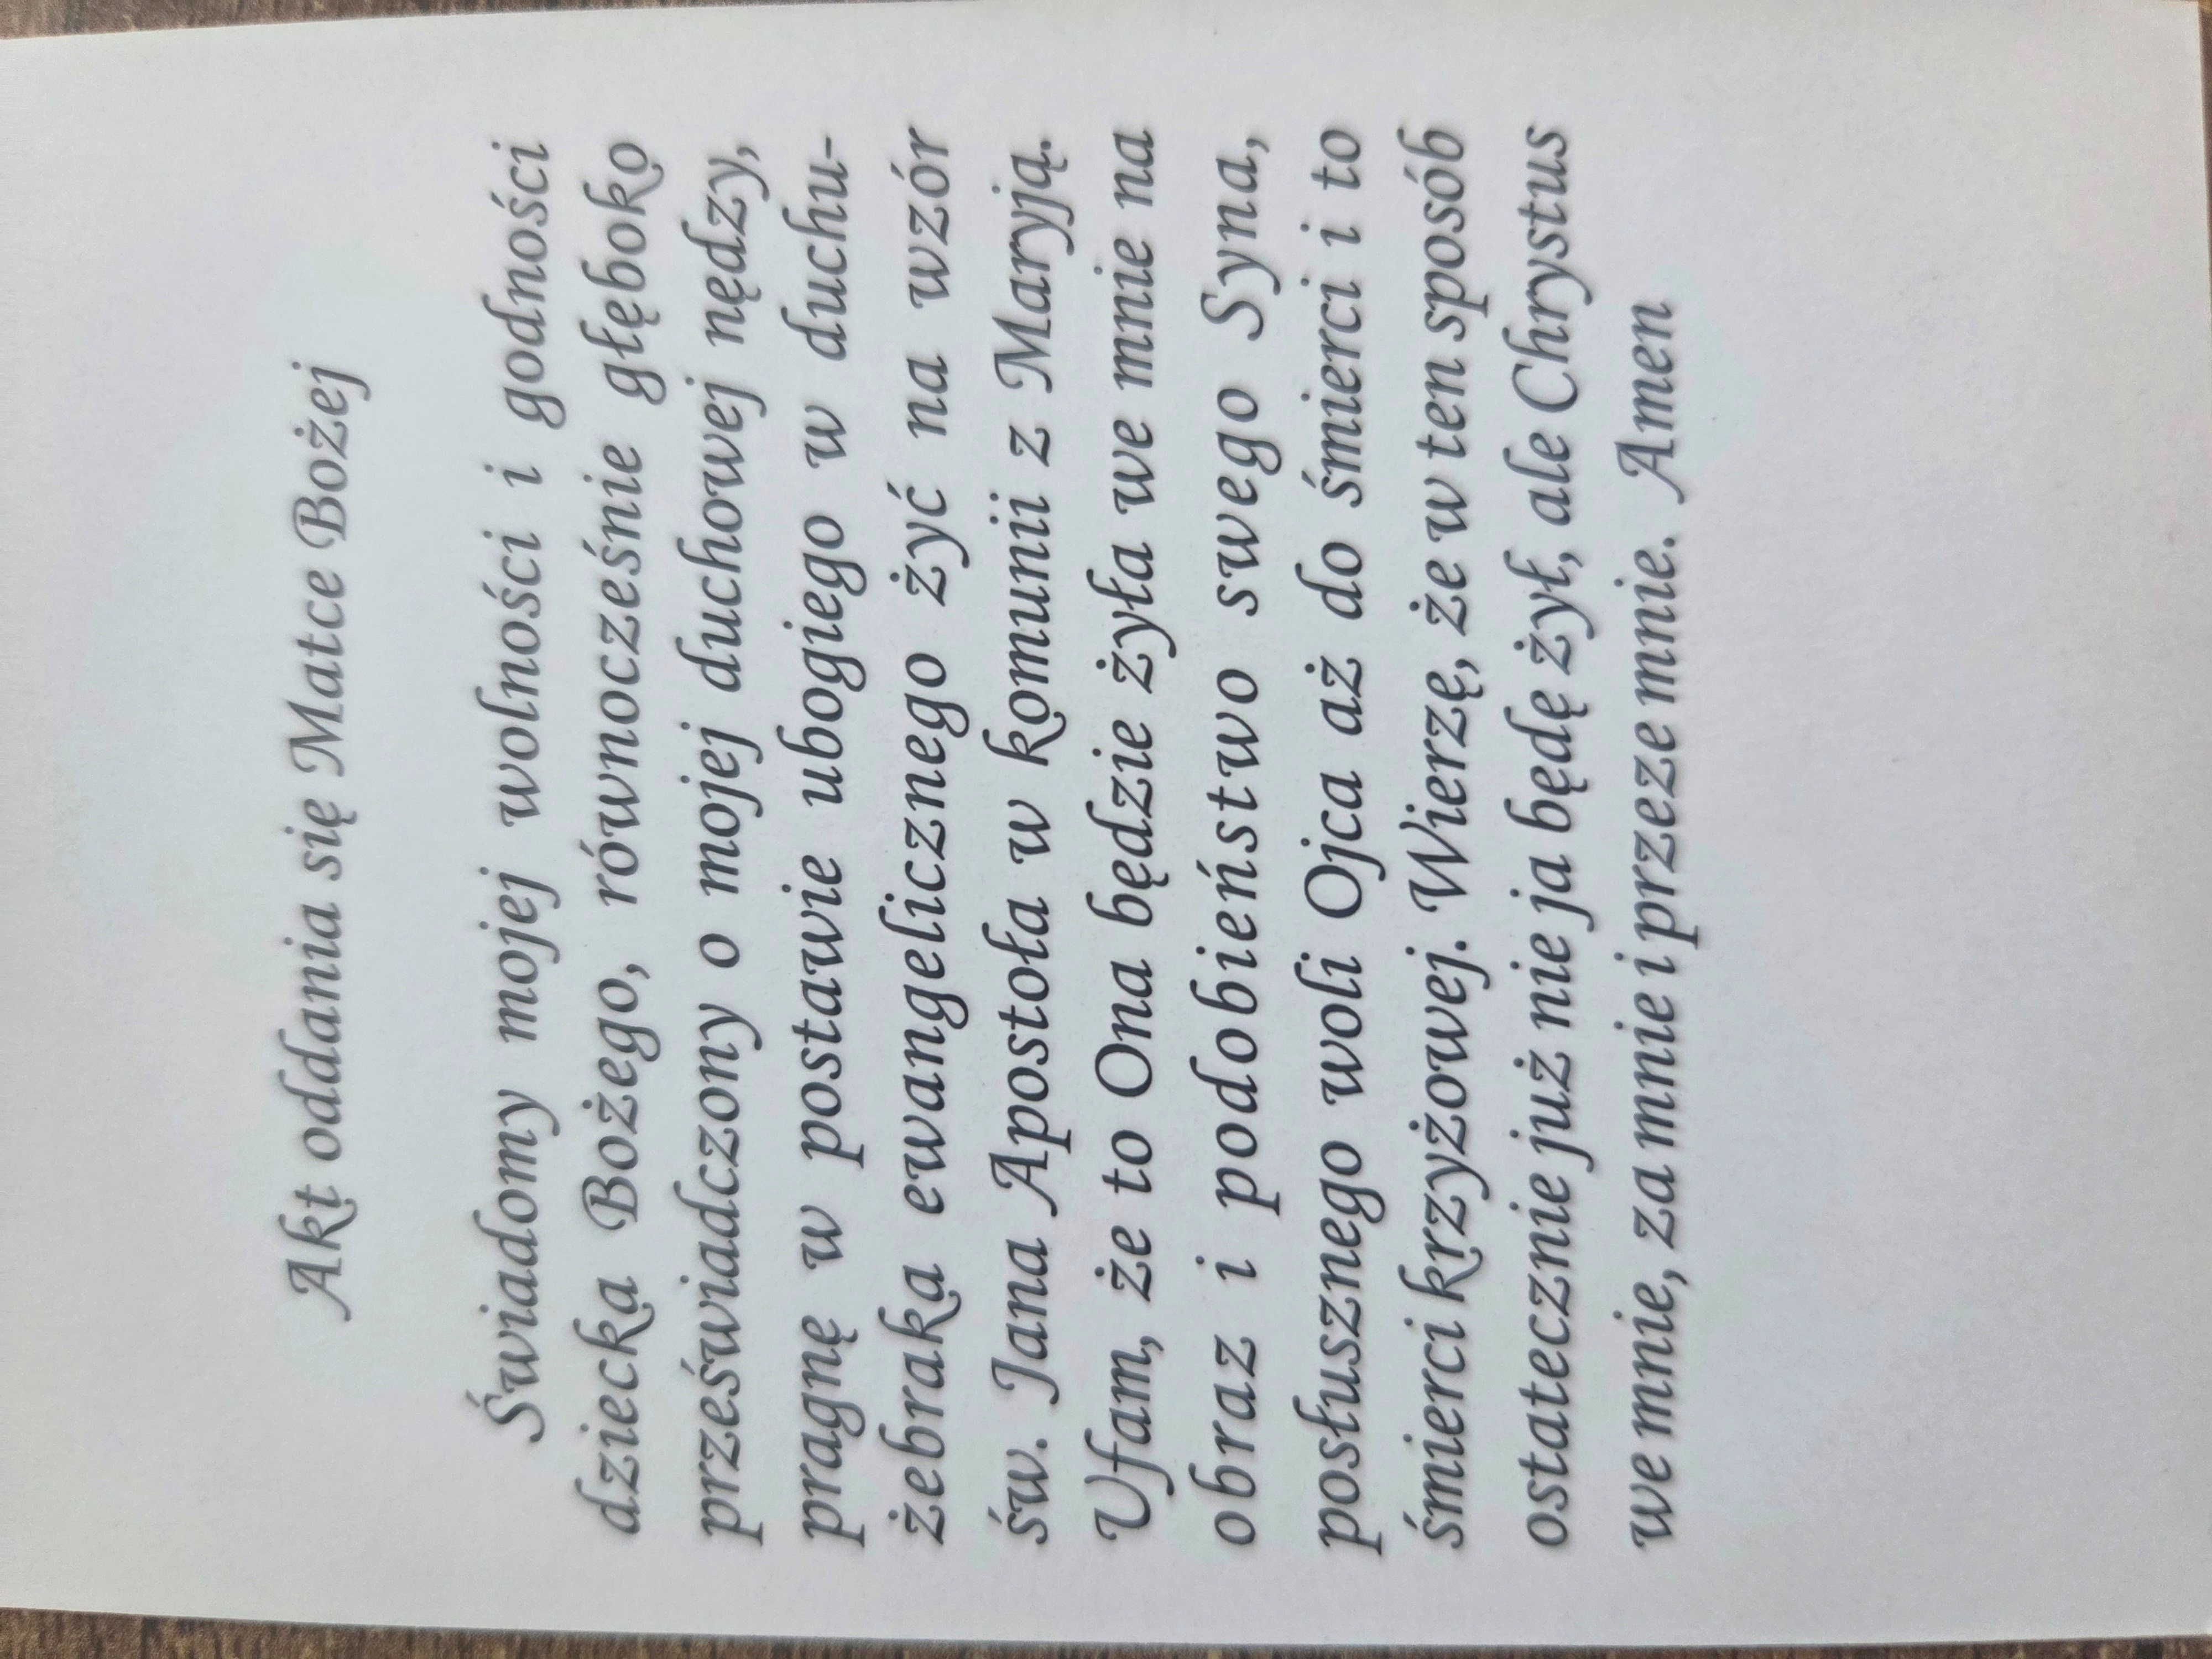 Akt oddania się Matce Bożej
Świadomy mojej wolności i godności
dziecka Bożego, równocześnie głęboko
przeświadczony o mojej duchowej nędzy,
pragnę w postawie ubogiego w duchu-
żebraka ewangelicznego żyć na wzór
św. Jana Apostoła w komunii z Maryją.
Ufam, że to Ona będzie żyła we mnie na
obraz i podobieństwo swego Syna,
posłusznego woli Ojca aż do śmierci i to
śmierci krzyżowej. Wierzę, że w ten sposób
ostatecznie już nie ja będę żył, ale Chrystus
we mnie, za mnie i przeze mnie. Amen